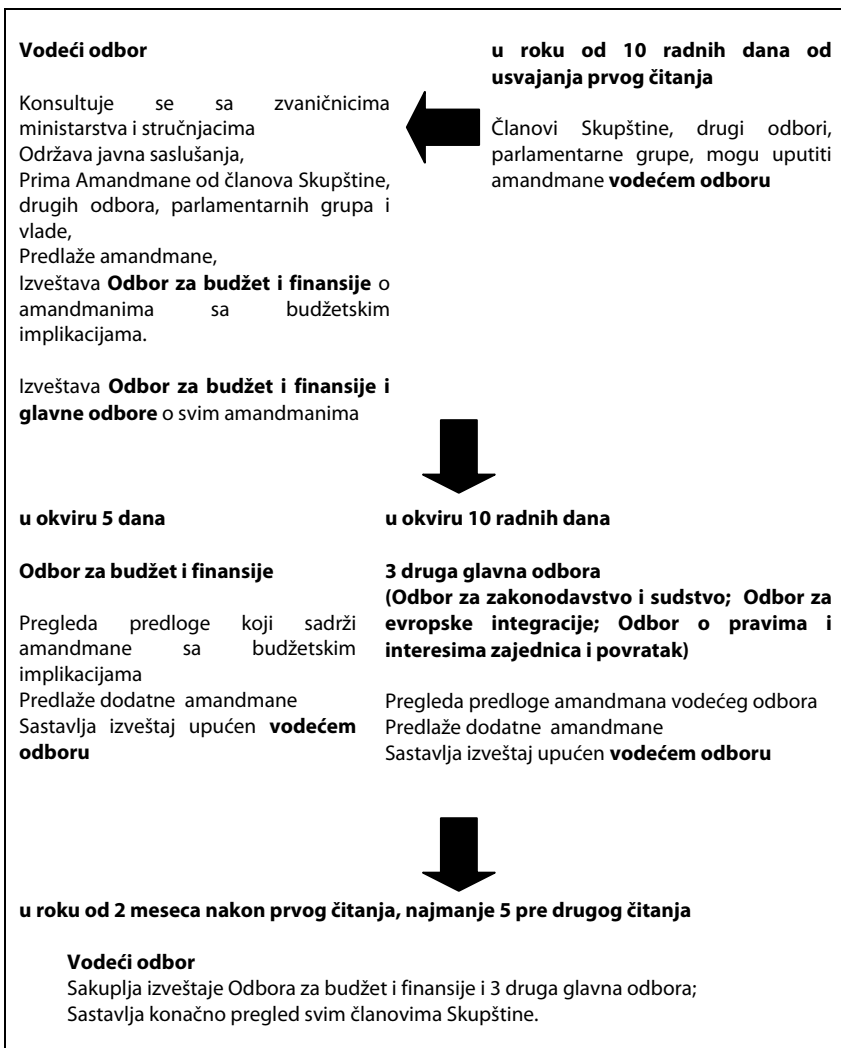 Vodeći odbor
Konsultuje se sa zvaničnicima
ministarstva i stručnjacima
Održava javna saslušanja,
Prima Amandmane od članova Skupštine,
drugih odbora, parlamentarnih grupa i
vlade,
Predlaže amandmane,
Izveštava Odbor za budžet i finansije o
amandmanima sa budžetskim
implikacijama.
Izveštava Odbor za budžet i finansije i
glavne odbore o svim amandmanima
u roku od 10 radnih dana od
usvajanja prvog čitanja
Članovi Skupštine, drugi odbori,
parlamentarne grupe, mogu uputiti
amandmane vodećem odboru
u okviru 5 dana
Odbor za budžet i finansije
Pregleda predloge koji sadrži
amandmane sa budžetskim
implikacijama
Predlaže dodatne amandmane
Sastavlja izveštaj upućen vodećem
odboru
u okviru 10 radnih dana
3 druga glavna odbora
(Odbor za zakonodavstvo i sudstvo; Odbor za
evropske integracije; Odbor o pravima i
interesima zajednica i povratak)
Pregleda predloge amandmana vodećeg odbora
Predlaže dodatne amandmane
Sastavlja izveštaj upućen vodećem odboru
u roku od 2 meseca nakon prvog čitanja, najmanje 5 pre drugog čitanja
Vodeći odbor
Sakuplja izveštaje Odbora za budžet i finansije i 3 druga glavna odbora;
Sastavlja konačno pregled svim članovima Skupštine.